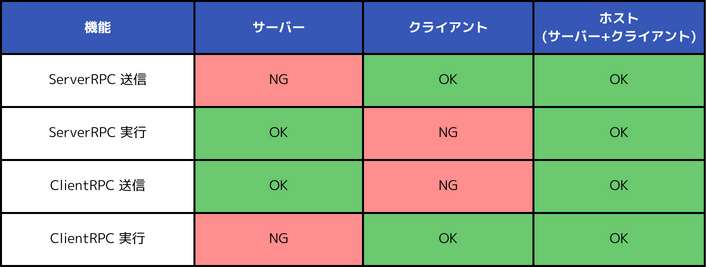 機能 サーバー クライアント ホスト
(サーバー+クライアント)
ServerRPC 送信 NG OK OK
ServerRPC 実行 OK NG OK
ClientRPC 送信 OK NG OK
ClientRPC 実行 NG OK OK